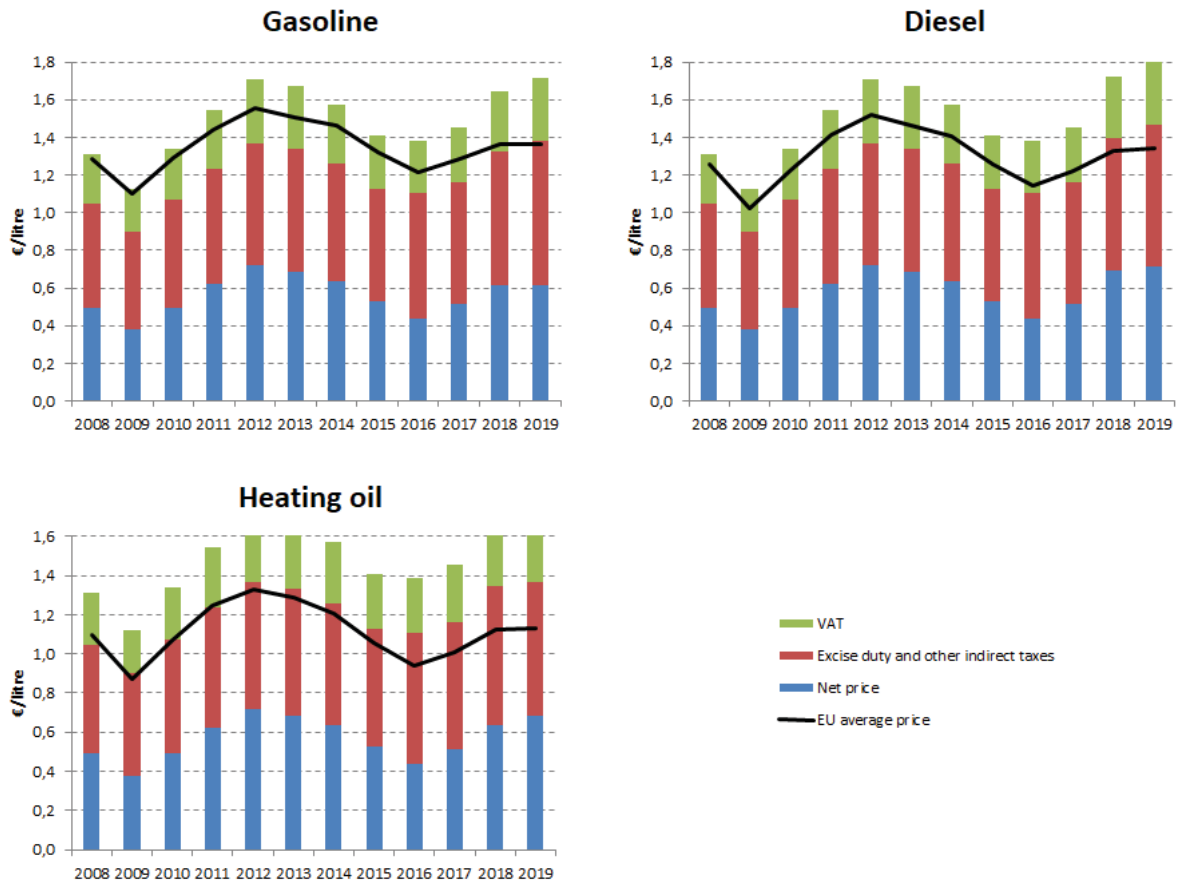 Gasoline
€/litre
1,8
1,6
1,4
1,2
1,0
0,8
0,6
0,4
0,2
0,0
2008 2009 2010 2011 2012 2013 2014 2015 2016 2017 2018 2019
Diesel
€/litre
1,8
1,6
1,4
1,2
1,0
0,8
0,6
0,4
0,2
0,0
2008 2009 2010 2011 2012 2013 2014 2015 2016 2017 2018 2019
Heating oil
€/litre
1,6
1,4
1,2
1,0
0,8
0,6
0,4
0,2
0,0
2008 2009 2010 2011 2012 2013 2014 2015 2016 2017 2018 2019
VAT
Excise duty and other indirect taxes
Net price
EU average price